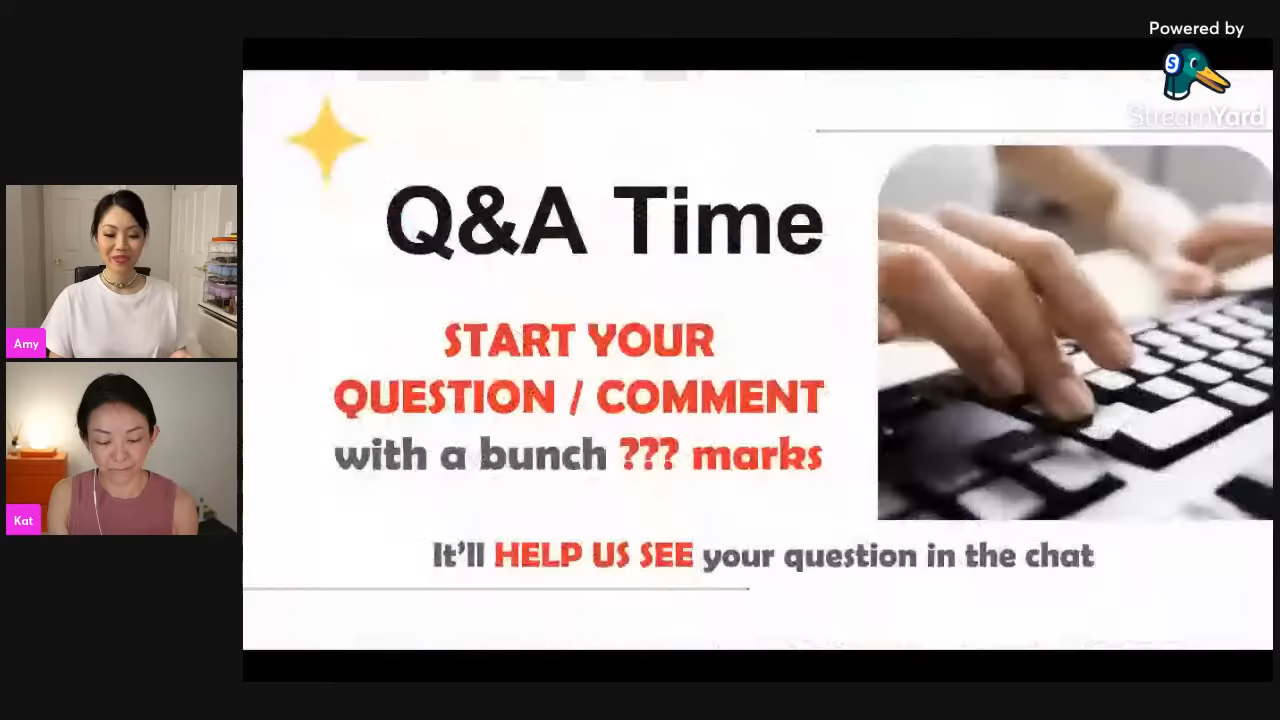 Powered by
S
StreamYard
Q&A Time
START YOUR
QUESTION / COMMENT
with a bunch ??? marks
It'll HELP US SEE your question in the chat
Amy
Kat